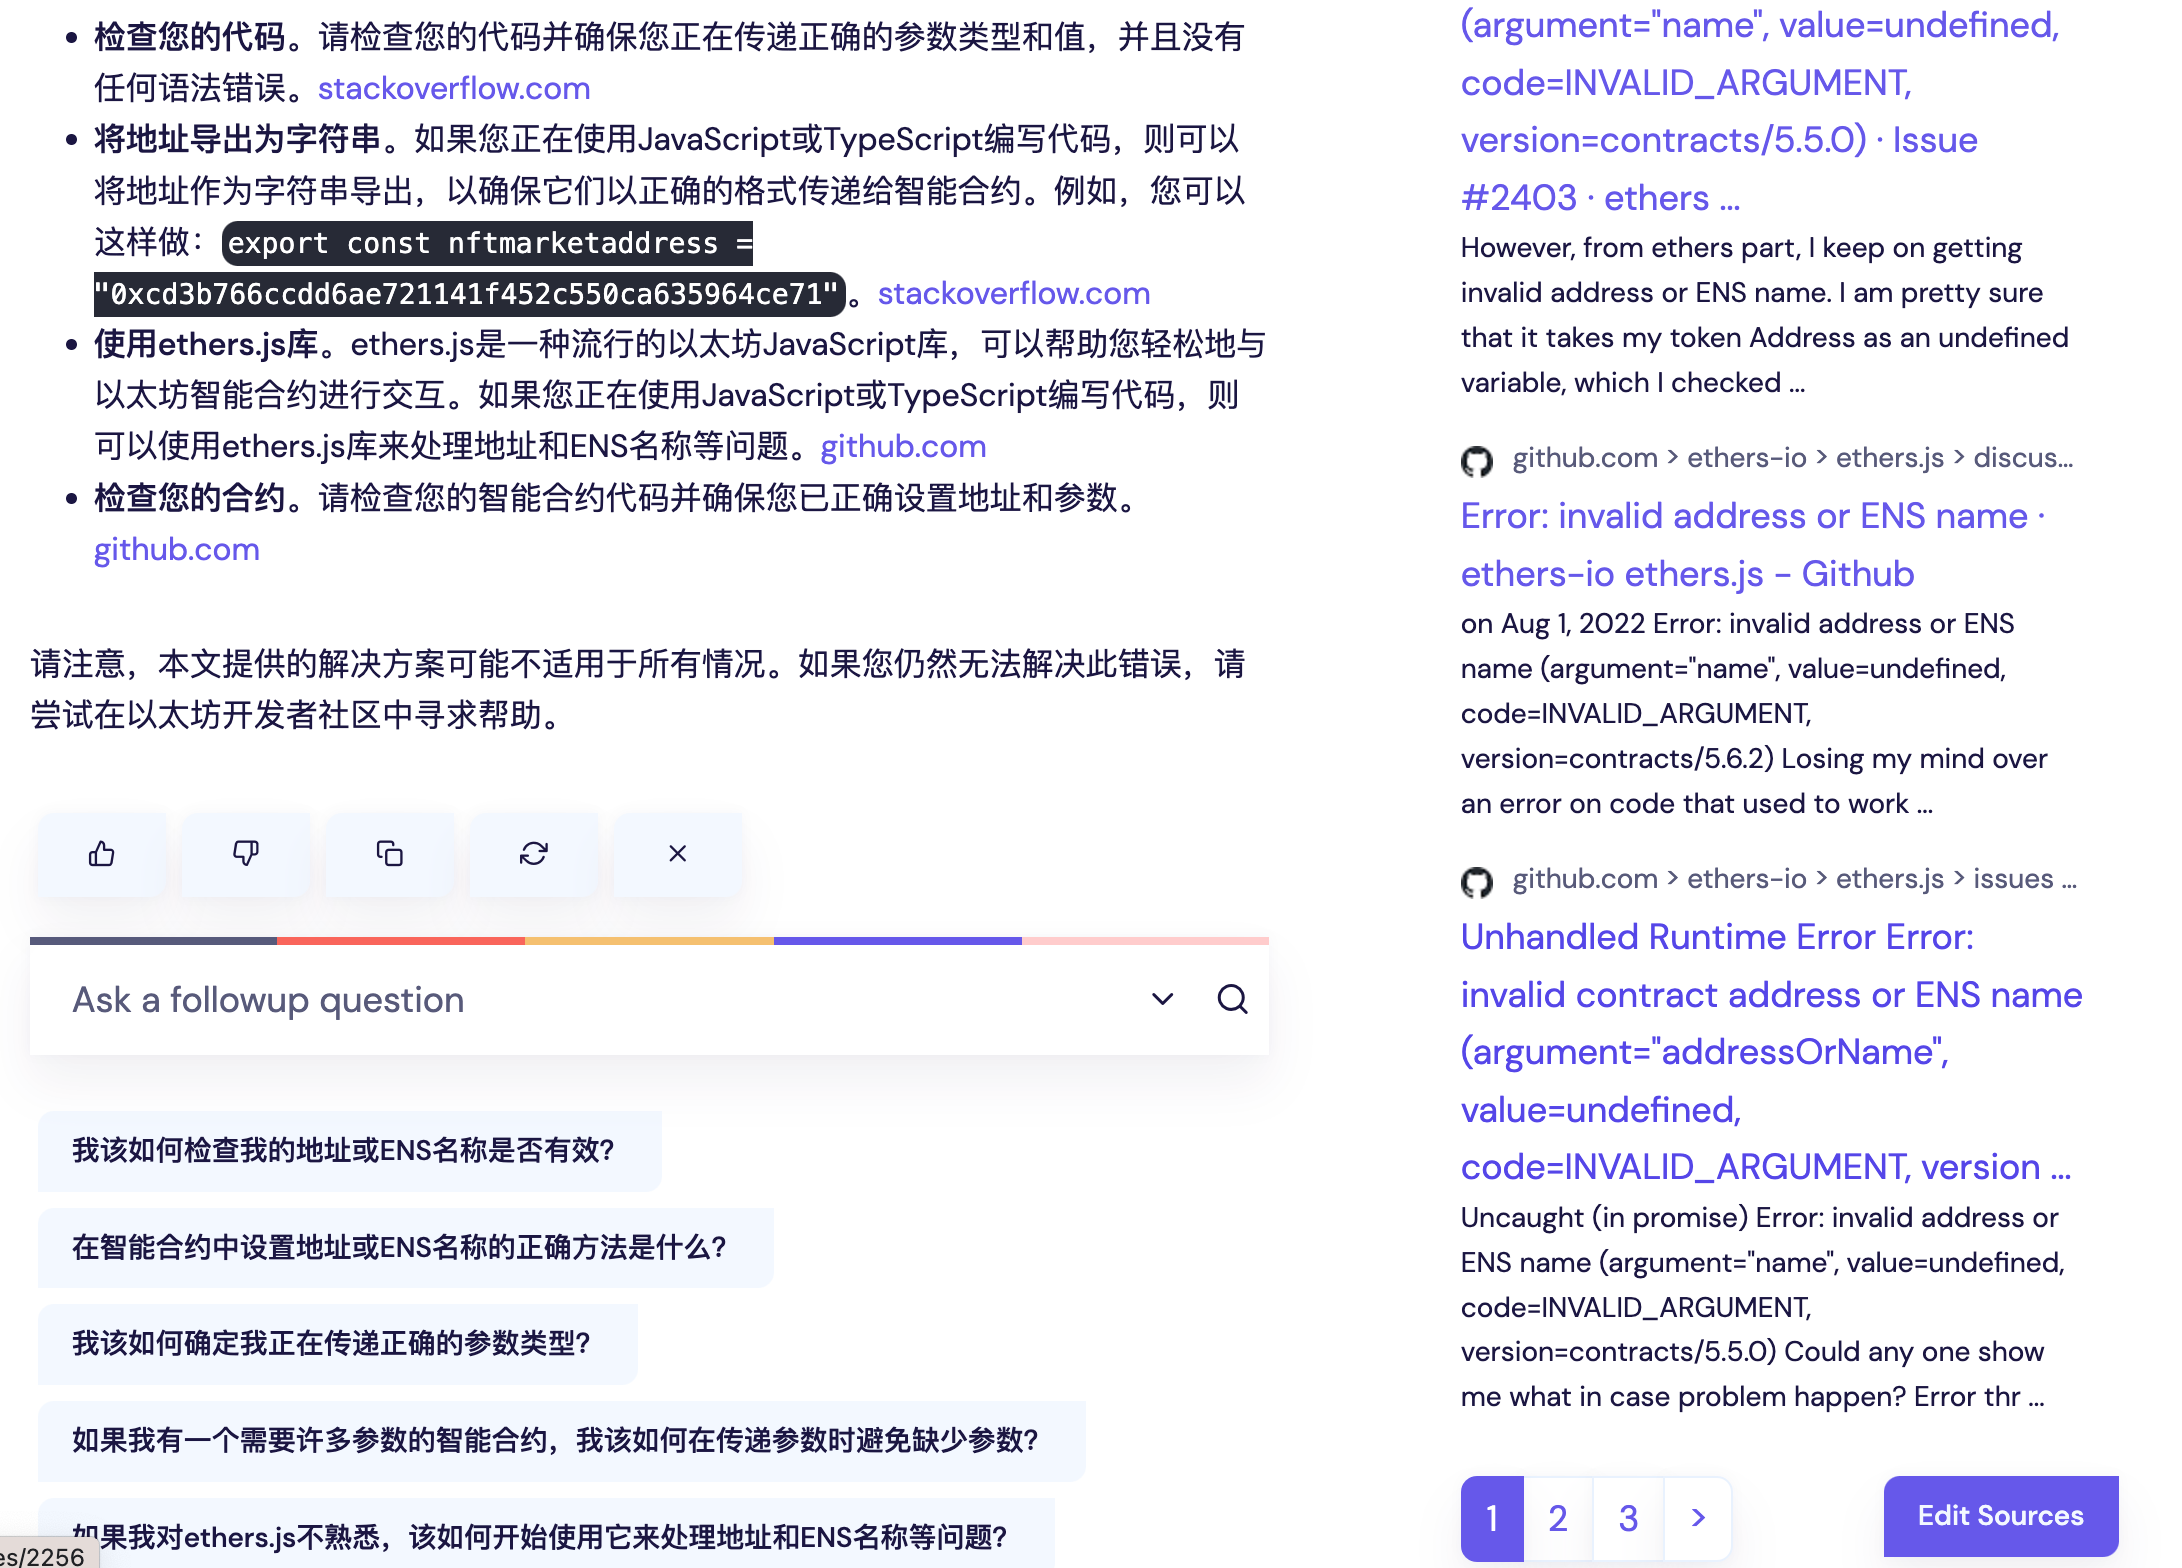 检查您的代码。请检查您的代码并确保您正在传递正确的参数类型和值，并且没有
任何语法错误。stackoverflow.com
将地址导出为字符串。如果您正在使用JavaScript或TypeScript编写代码，则可以
将地址作为字符串导出，以确保它们以正确的格式传递给智能合约。例如，您可以
这样做：export const nftmarketaddress =
"0xcd3b766ccdd6ae721141f452c550ca635964ce71"。stackoverflow.com
使用ethers.js库。ethers.js是一种流行的以太坊JavaScript库，可以帮助您轻松地与
以太坊智能合约进行交互。如果您正在使用JavaScript或TypeScript编写代码，则
可以使用ethers.js库来处理地址和ENS名称等问题。github.com
检查您的合约。请检查您的智能合约代码并确保您已正确设置地址和参数。
github.com
请注意，本文提供的解决方案可能不适用于所有情况。如果您仍然无法解决此错误，请
尝试在以太坊开发者社区中寻求帮助。
Ask a followup question
我该如何检查我的地址或ENS名称是否有效?
在智能合约中设置地址或ENS名称的正确方法是什么?
我该如何确定我正在传递正确的参数类型?
如果我有一个需要许多参数的智能合约，我该如何在传递参数时避免缺少参数?
如果我对ethers.js不熟悉，该如何开始使用它来处理地址和ENS名称等问题?
es/2256
(argument="name", value=undefined,
code=INVALID_ARGUMENT,
version=contracts/5.5.0) · Issue
#2403 · ethers ...
However, from ethers part, I keep on getting
invalid address or ENS name. I am pretty sure
that it takes my token Address as an undefined
variable, which I checked ...
github.com > ethers-io > ethers.js > discus...
Error: invalid address or ENS name ·
ethers-io ethers.js - Github
on Aug 1, 2022 Error: invalid address or ENS
name (argument="name", value=undefined,
code=INVALID_ARGUMENT,
version=contracts/5.6.2) Losing my mind over
an error on code that used to work ...
github.com > ethers-io > ethers.js > issues ...
Unhandled Runtime Error Error:
invalid contract address or ENS name
(argument="addressOrName",
value=undefined,
code=INVALID_ARGUMENT, version ...
Uncaught (in promise) Error: invalid address or
ENS name (argument="name", value=undefined,
code=INVALID_ARGUMENT,
version=contracts/5.5.0) Could any one show
me what in case problem happen? Error thr ...
1 2 3 >
Edit Sources